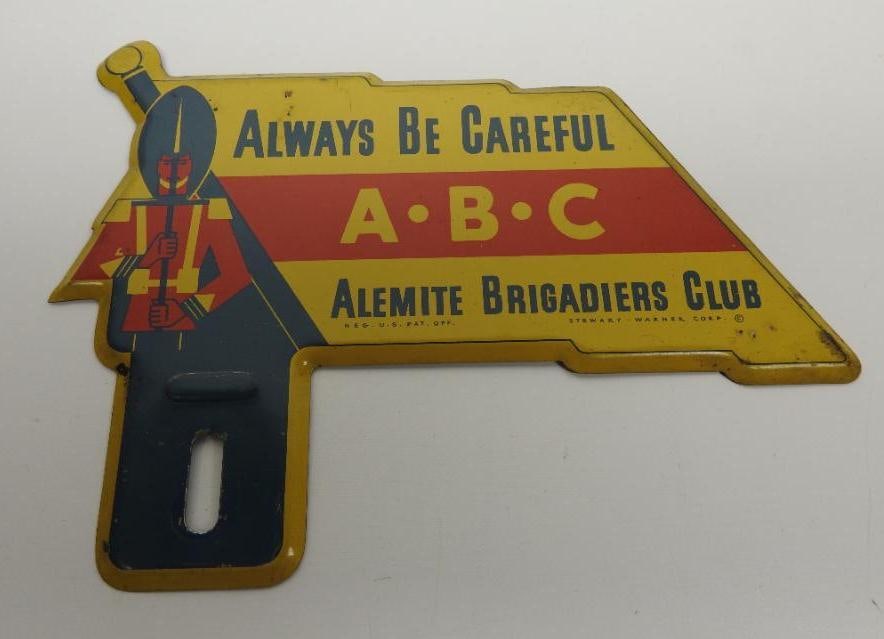 ALWAYS BE CAREFUL
A•B•C
ALEMITE BRIGADIERS CLUB
REG. U.S. PAT. OFF. STEWART-WARNER CORP. ©